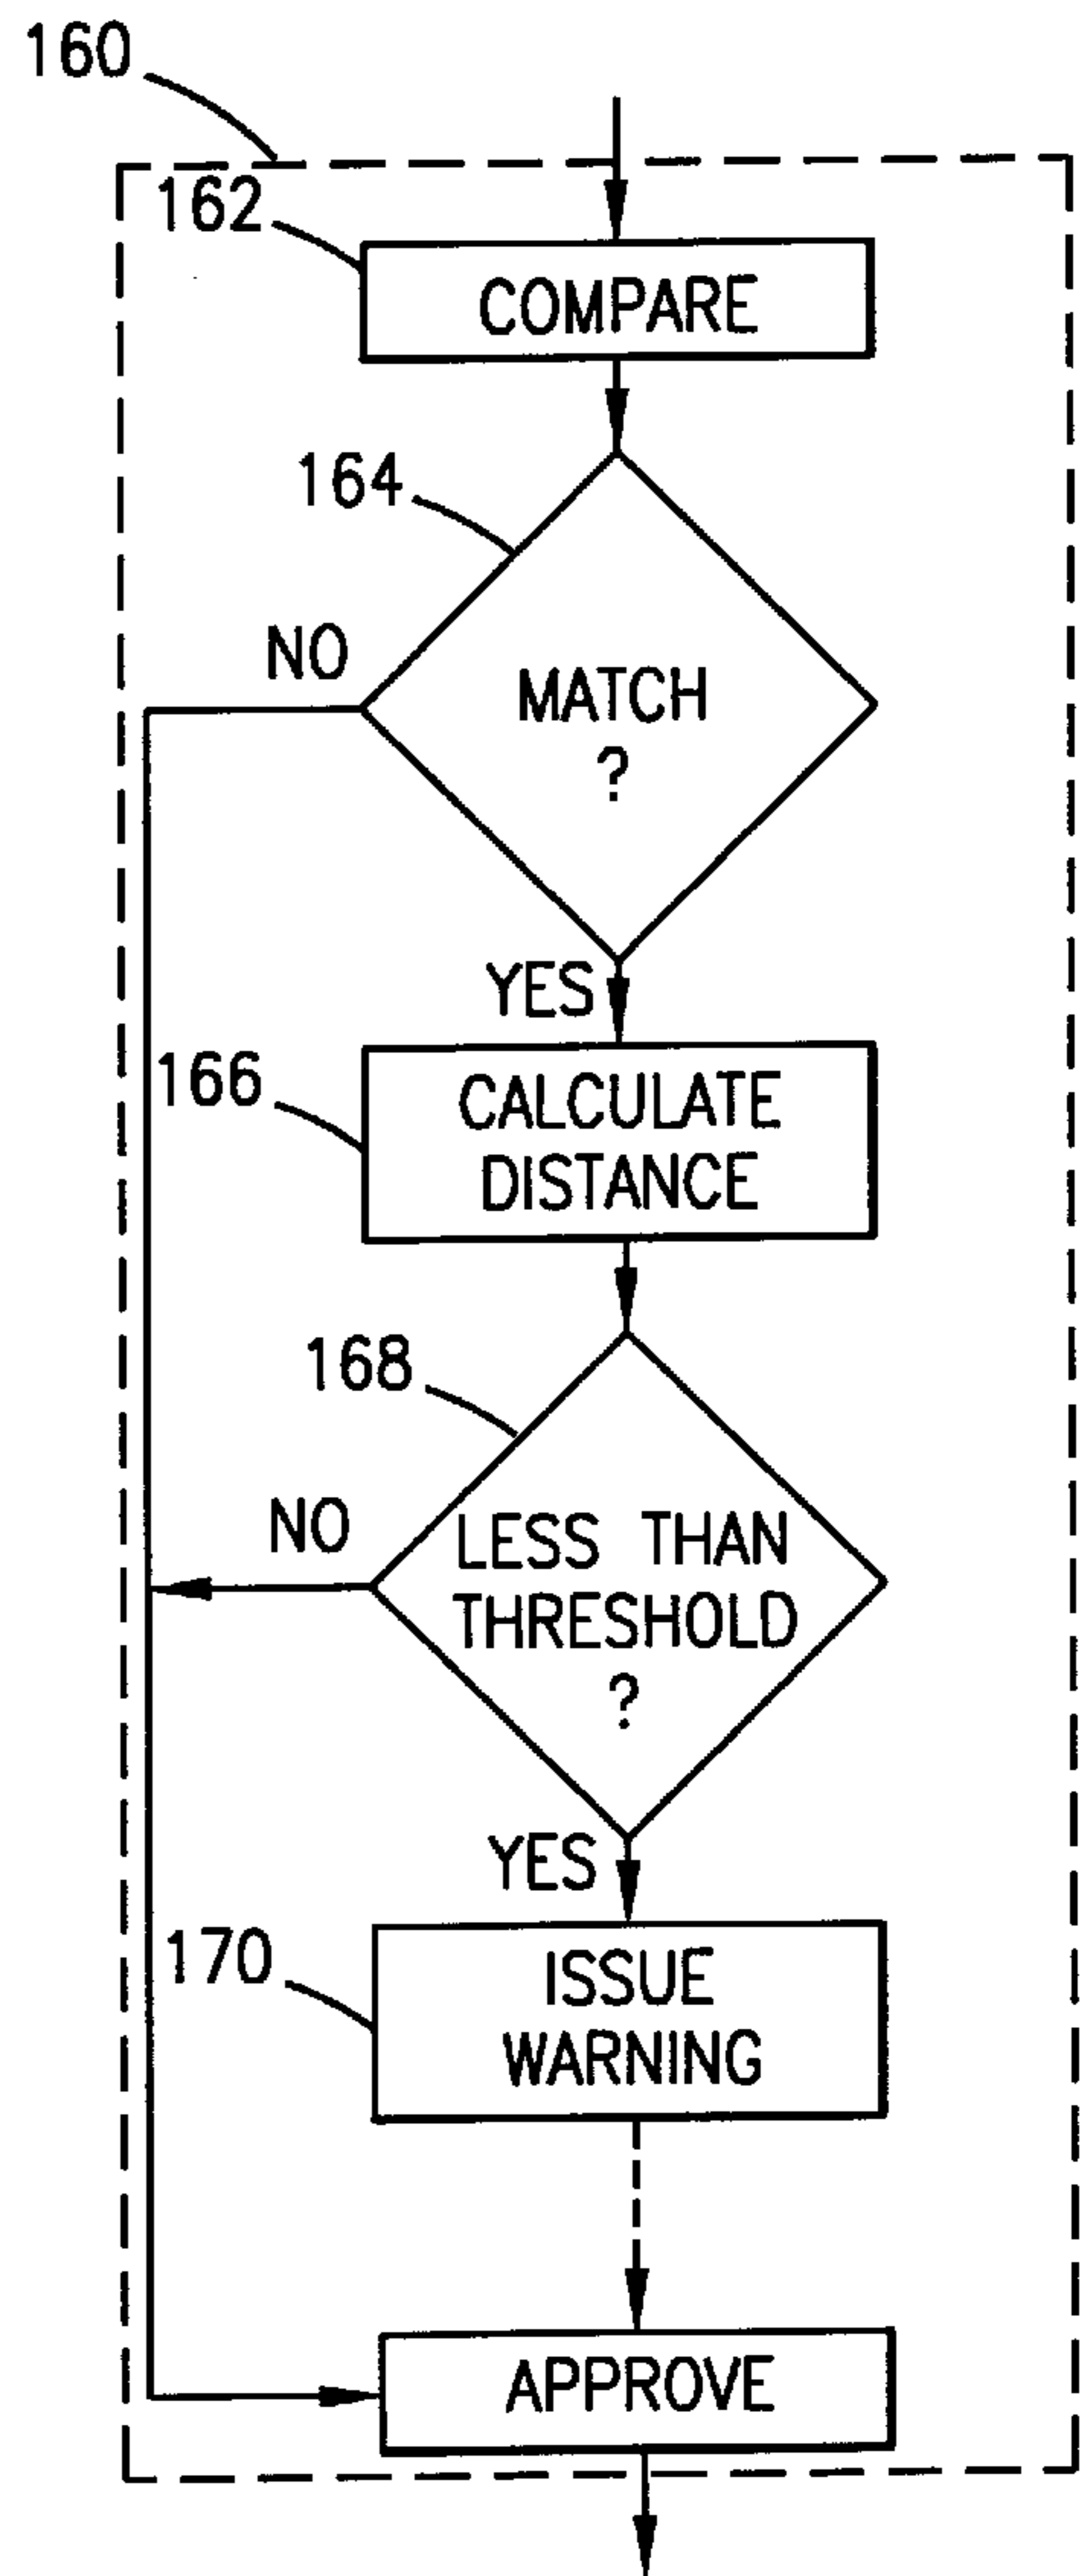 160
162
COMPARE
164
NO
MATCH
?
YES
166
CALCULATE
DISTANCE
168
NO
LESS THAN
THRESHOLD
?
YES
170
ISSUE
WARNING
APPROVE